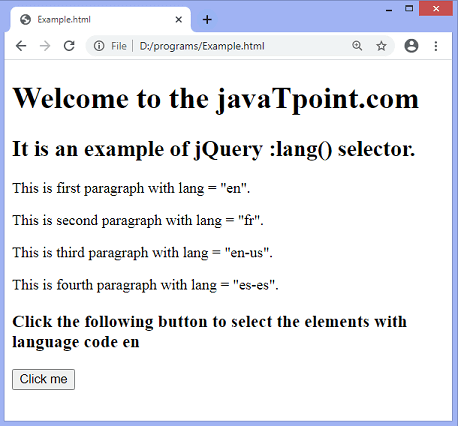 Example.html
File | D:/programs/Example.html
Welcome to the javaTpoint.com
It is an example of jQuery :lang() selector.
This is first paragraph with lang = "en".
This is second paragraph with lang = "fr".
This is third paragraph with lang = "en-us".
This is fourth paragraph with lang = "es-es".
Click the following button to select the elements with
language code en
Click me